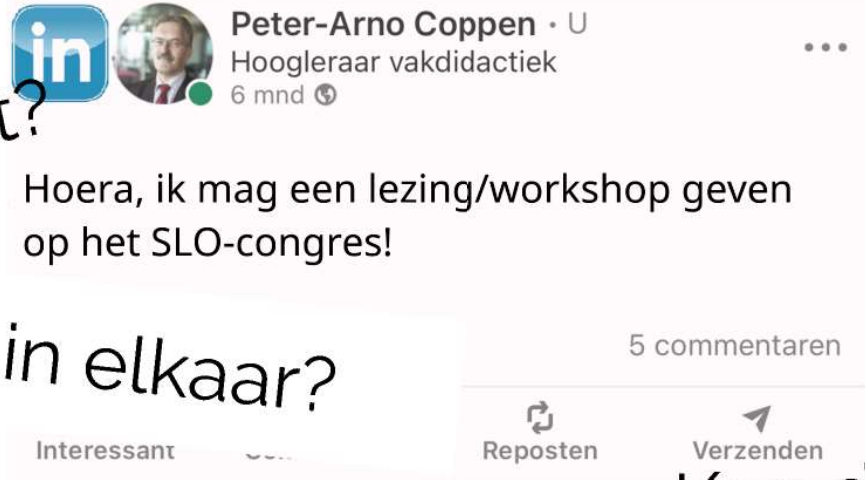 in
Peter-Arno Coppen · U
Hoogleraar vakdidactiek
6 mnd
t?
Hoera, ik mag een lezing/workshop geven
op het SLO-congres!
in elkaar?
5 commentaren
Interessant
Reposten
Verzenden